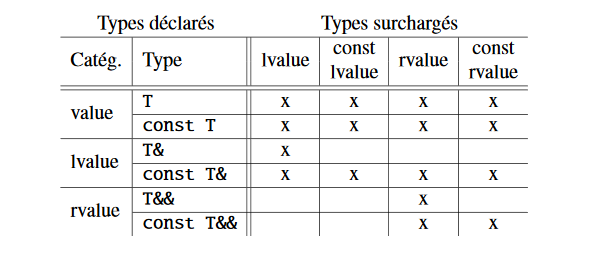 Types déclarés Types surchargés
Catég. Type lvalue const lvalue rvalue const rvalue
value T x x x x
const T x x x x
lvalue T& x
const T& x x x x
rvalue T&& x
const T&& x x